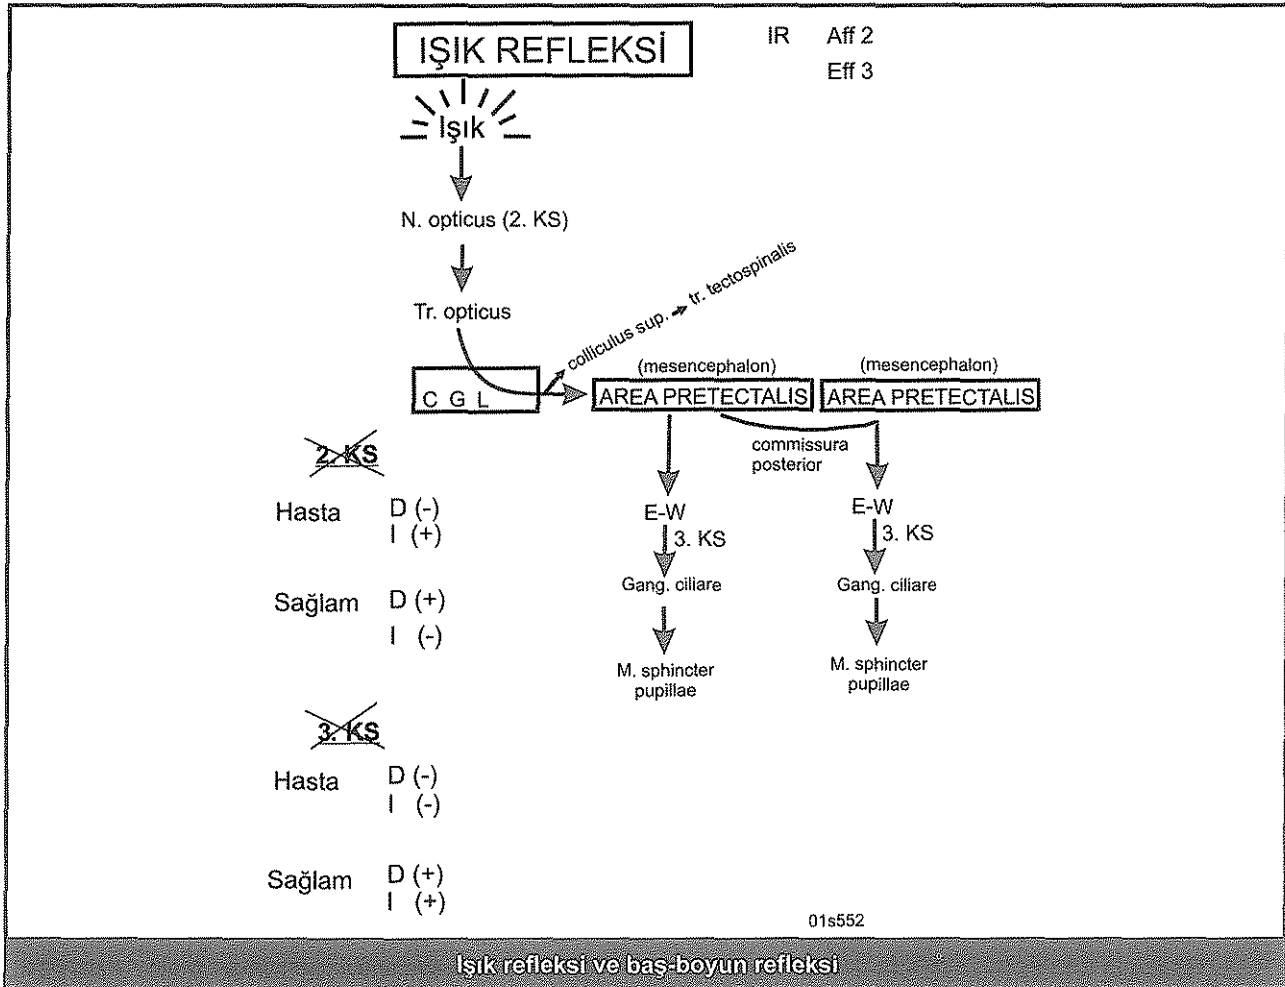 IŞIK REFLEKSİ
IR Aff 2
Eff 3
Işık
N. opticus (2. KS)
Tr. opticus
colliculus sup. tr. tectospinalis
C G L
(mesencephalon)
AREA PRETECTALIS
(mesencephalon)
AREA PRETECTALIS
commissura
posterior
E-W
3. KS
Gang. ciliare
M. sphincter
pupillae
E-W
3. KS
Gang. ciliare
M. sphincter
pupillae
2. KS
Hasta D (-)
I (+)
Sağlam D (+)
I (-)
3. KS
Hasta D (-)
I (-)
Sağlam D (+)
I (+)
01s552
Işık refleksi ve baş-boyun refleksi